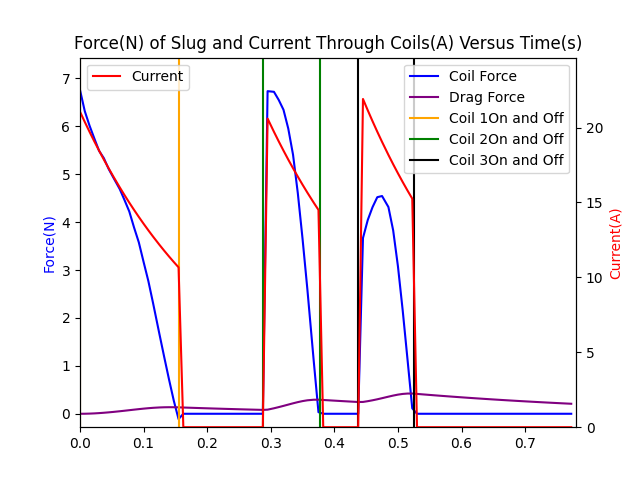 Force(N) of Slug and Current Through Coils(A) Versus Time(s)
Current
Coil Force
Drag Force
Coil 1On and Off
Coil 2On and Off
Coil 3On and Off
Force(N)
7
6
5
4
3
2
1
0
Current(A)
20
15
10
5
0
0.0 0.1 0.2 0.3 0.4 0.5 0.6 0.7